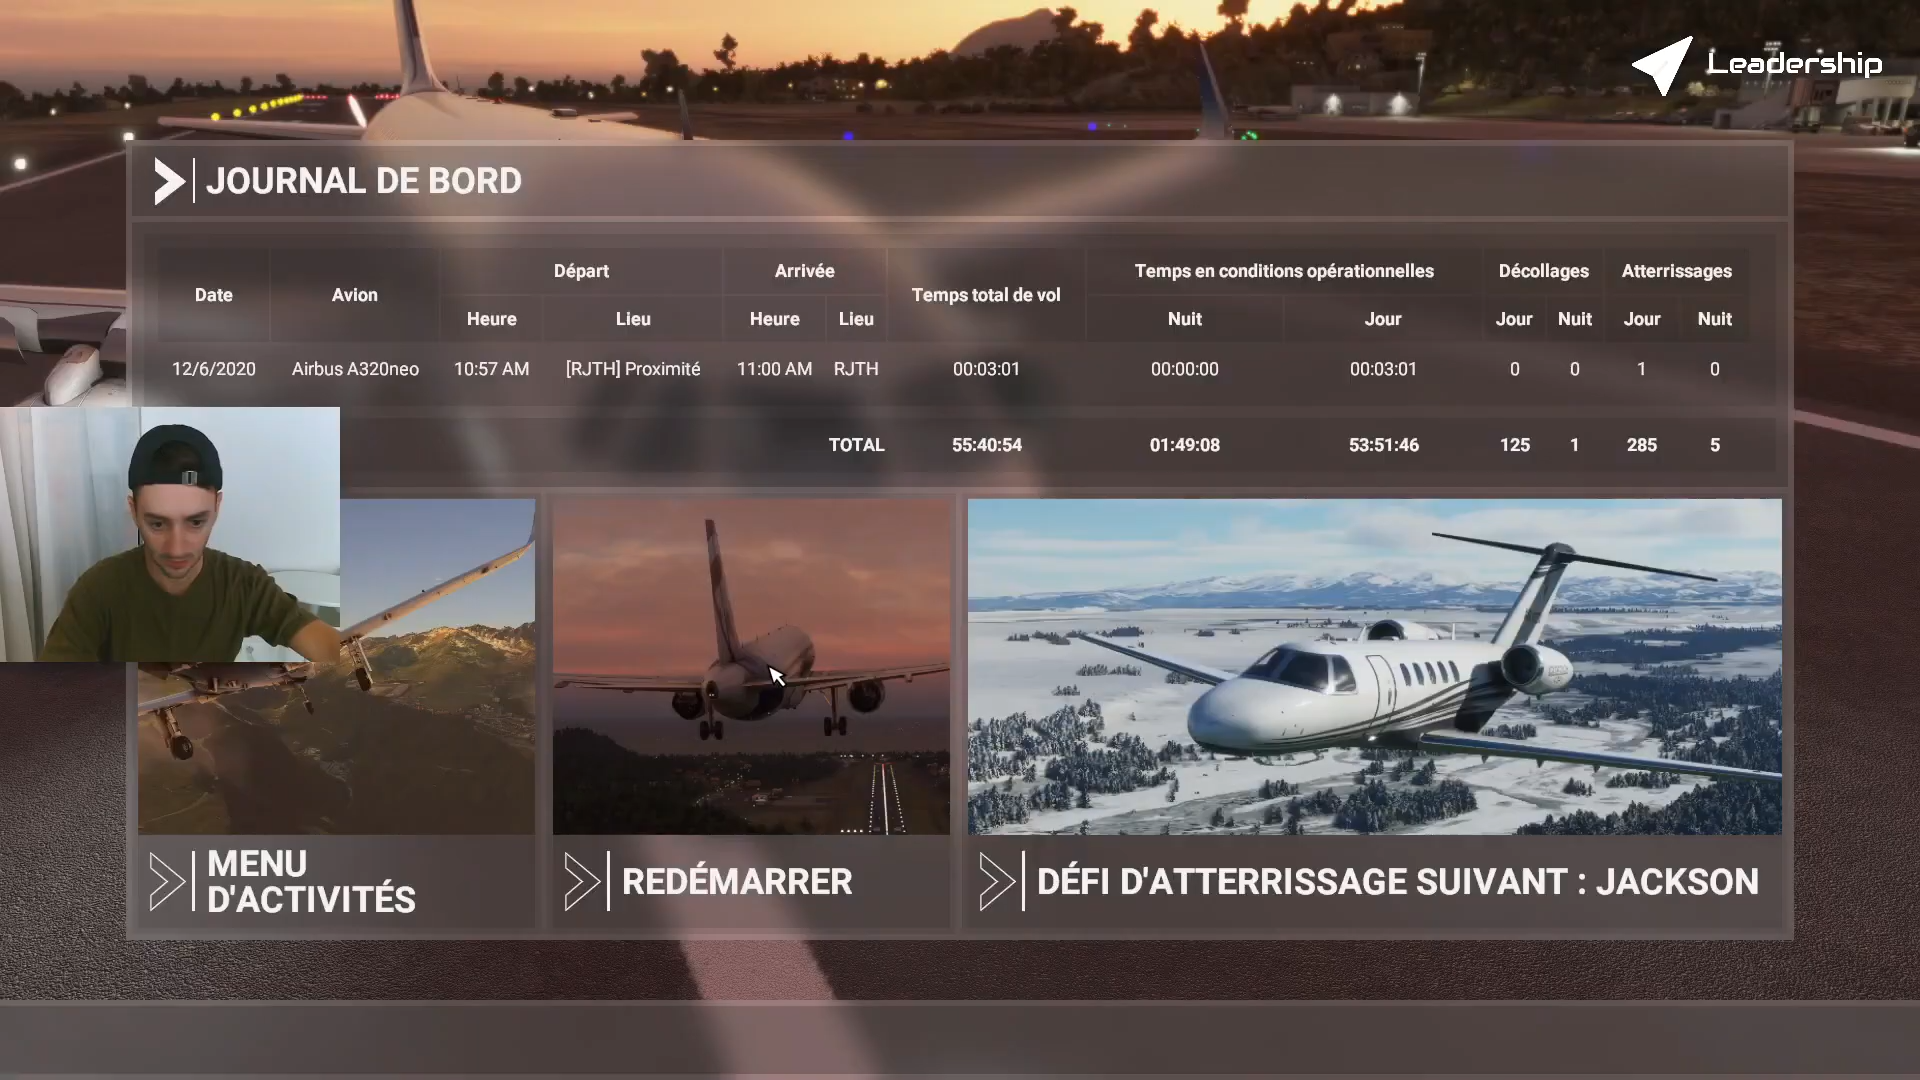 Leadership
JOURNAL DE BORD
Date Avion Départ Arrivée Temps total de vol Temps en conditions opérationnelles Décollages Atterrissages
Heure Lieu Heure Lieu Nuit Jour Jour Nuit Jour Nuit
12/6/2020 Airbus A320neo 10:57 AM [RJTH] Proximité 11:00 AM RJTH 00:03:01 00:00:00 00:03:01 0 0 1 0
TOTAL 55:40:54 01:49:08 53:51:46 125 1 285 5
MENU
D'ACTIVITÉS
REDÉMARRER
DÉFI D'ATTERRISSAGE SUIVANT : JACKSON